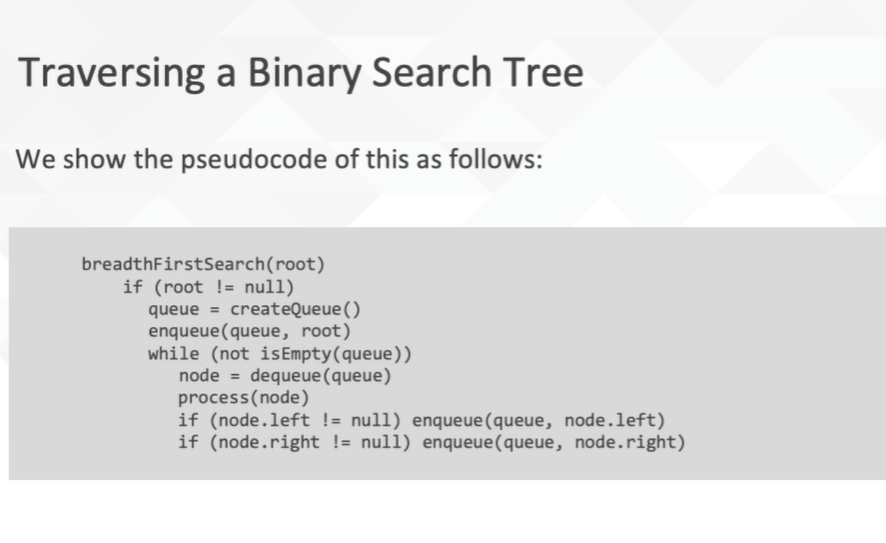 Traversing a Binary Search Tree
We show the pseudocode of this as follows:
breadthFirstSearch(root)
if (root != null)
queue = createQueue()
enqueue(queue, root)
while (not isEmpty(queue))
node = dequeue(queue)
process(node)
if (node.left != null) enqueue(queue, node.left)
if (node.right != null) enqueue(queue, node.right)